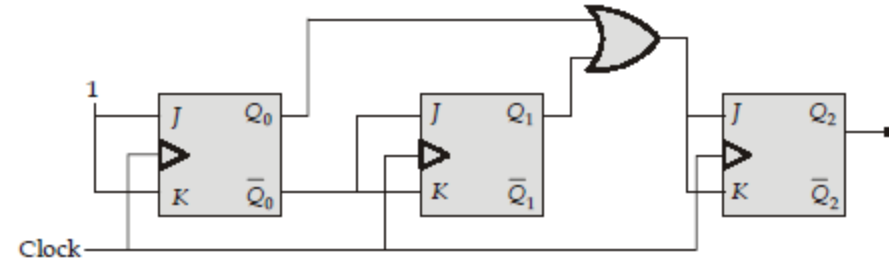 1
J Q₀ J Q₁ J Q₂
K Q̅₀ K Q̅₁ K Q̅₂
Clock